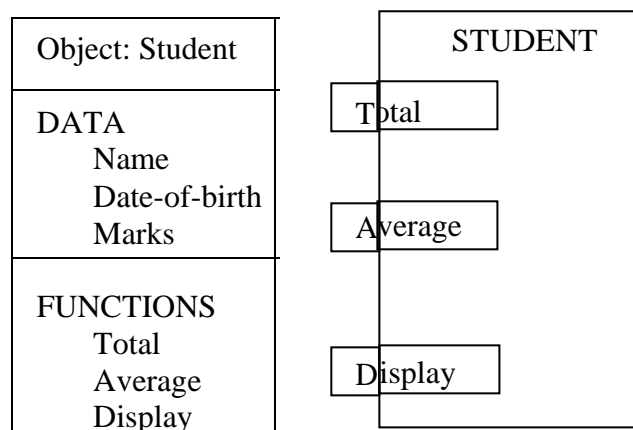 Object: Student
DATA
Name
Date-of-birth
Marks
FUNCTIONS
Total
Average
Display
STUDENT
Total
Average
Display